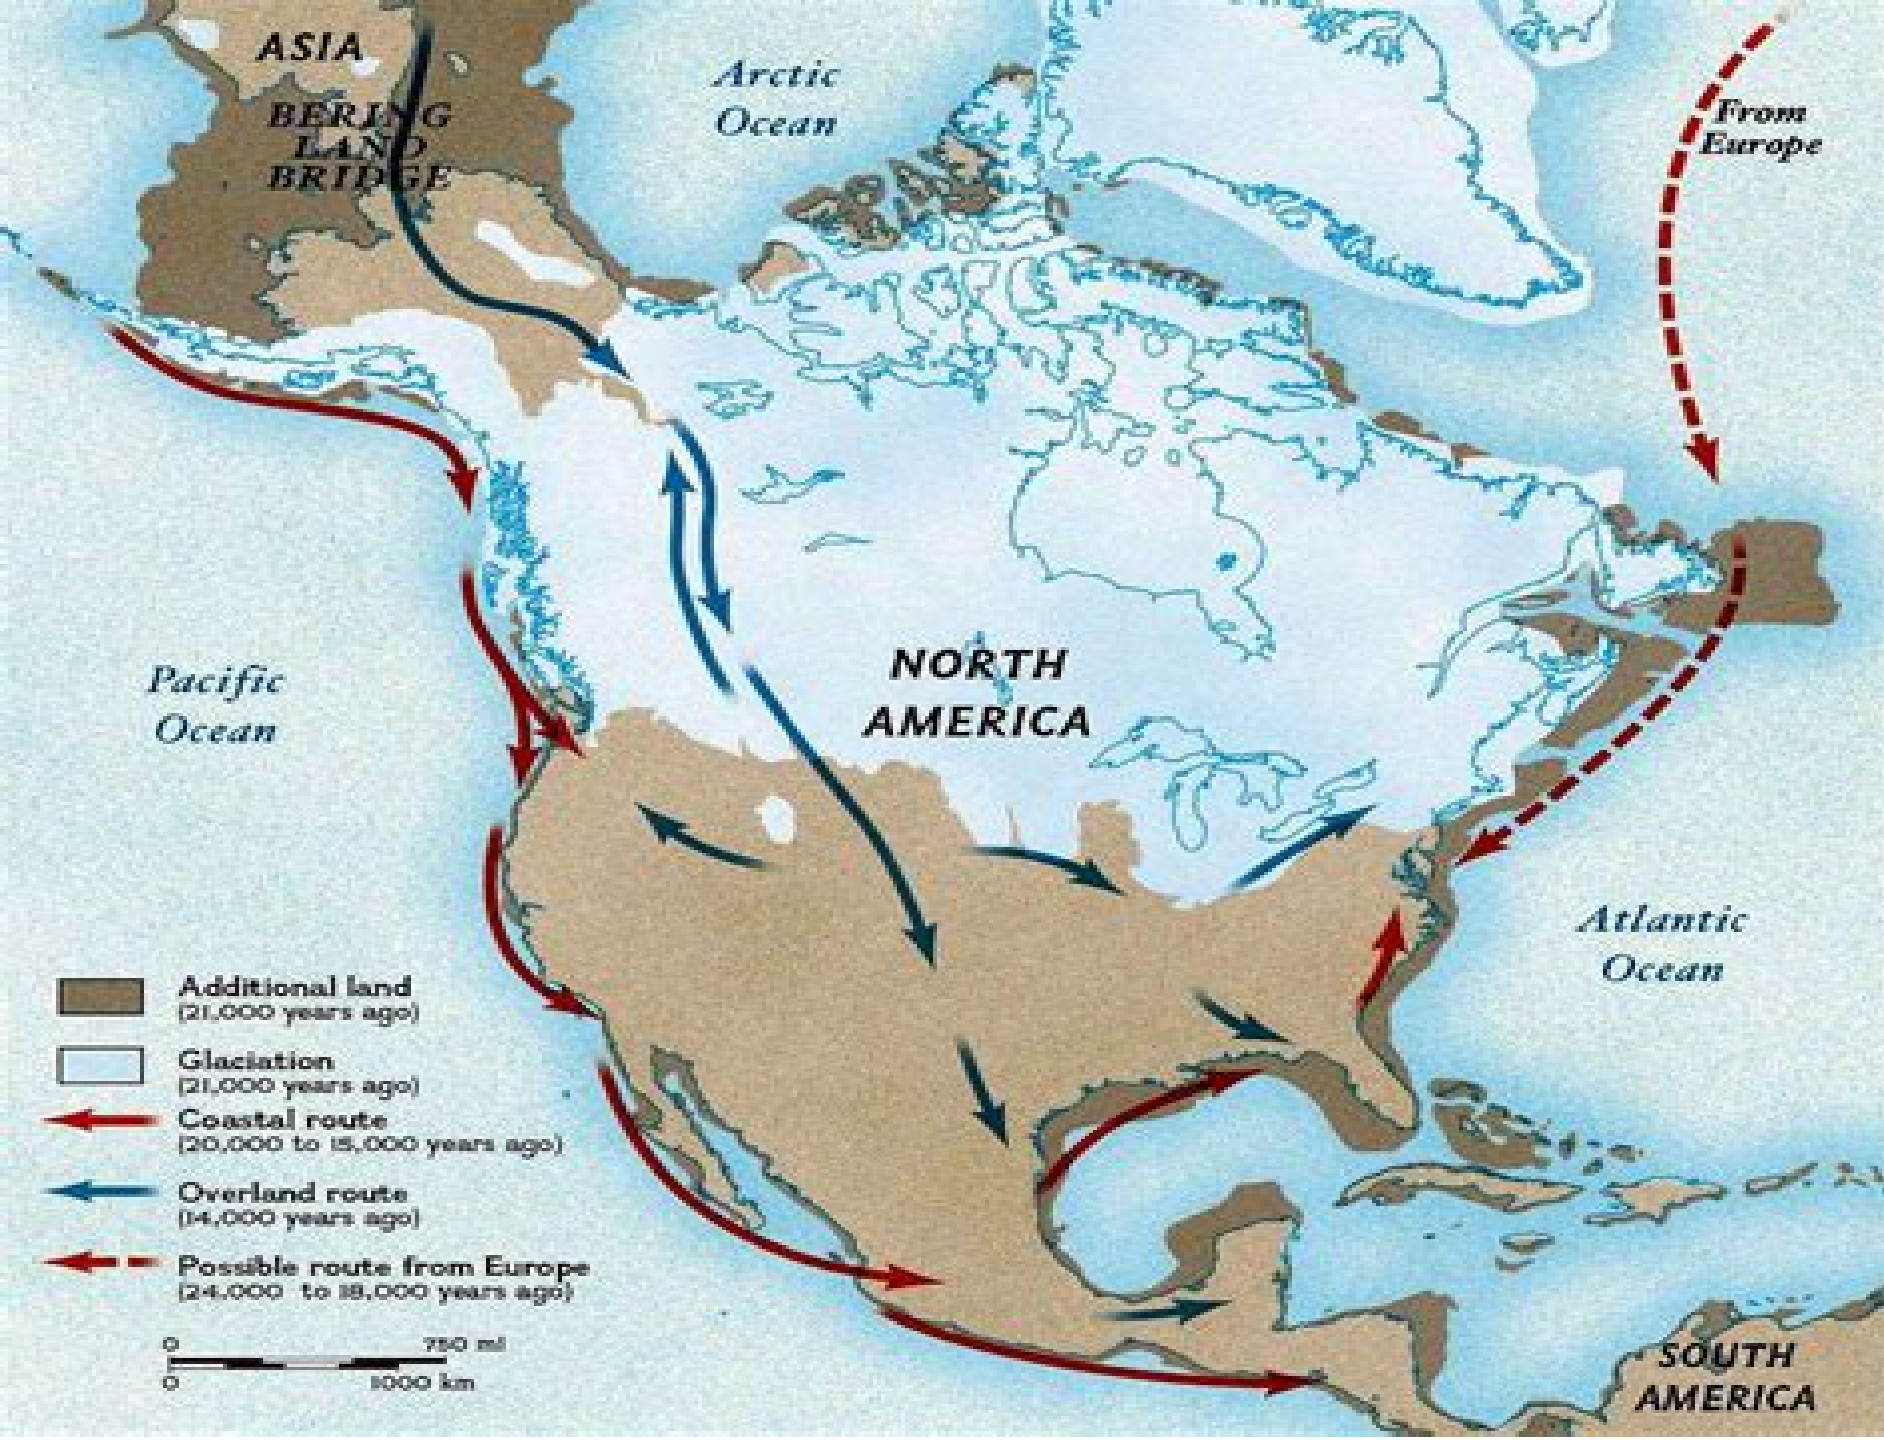 ASIA
BERING
LAND
BRIDGE
Arctic
Ocean
From
Europe
Pacific
Ocean
NORTH
AMERICA
Atlantic
Ocean
Additional land
(21,000 years ago)
Glaciation
(21,000 years ago)
Coastal route
(20,000 to 15,000 years ago)
Overland route
(14,000 years ago)
Possible route from Europe
(24,000 to 18,000 years ago)
0 750 mi
0 1000 km
SOUTH
AMERICA